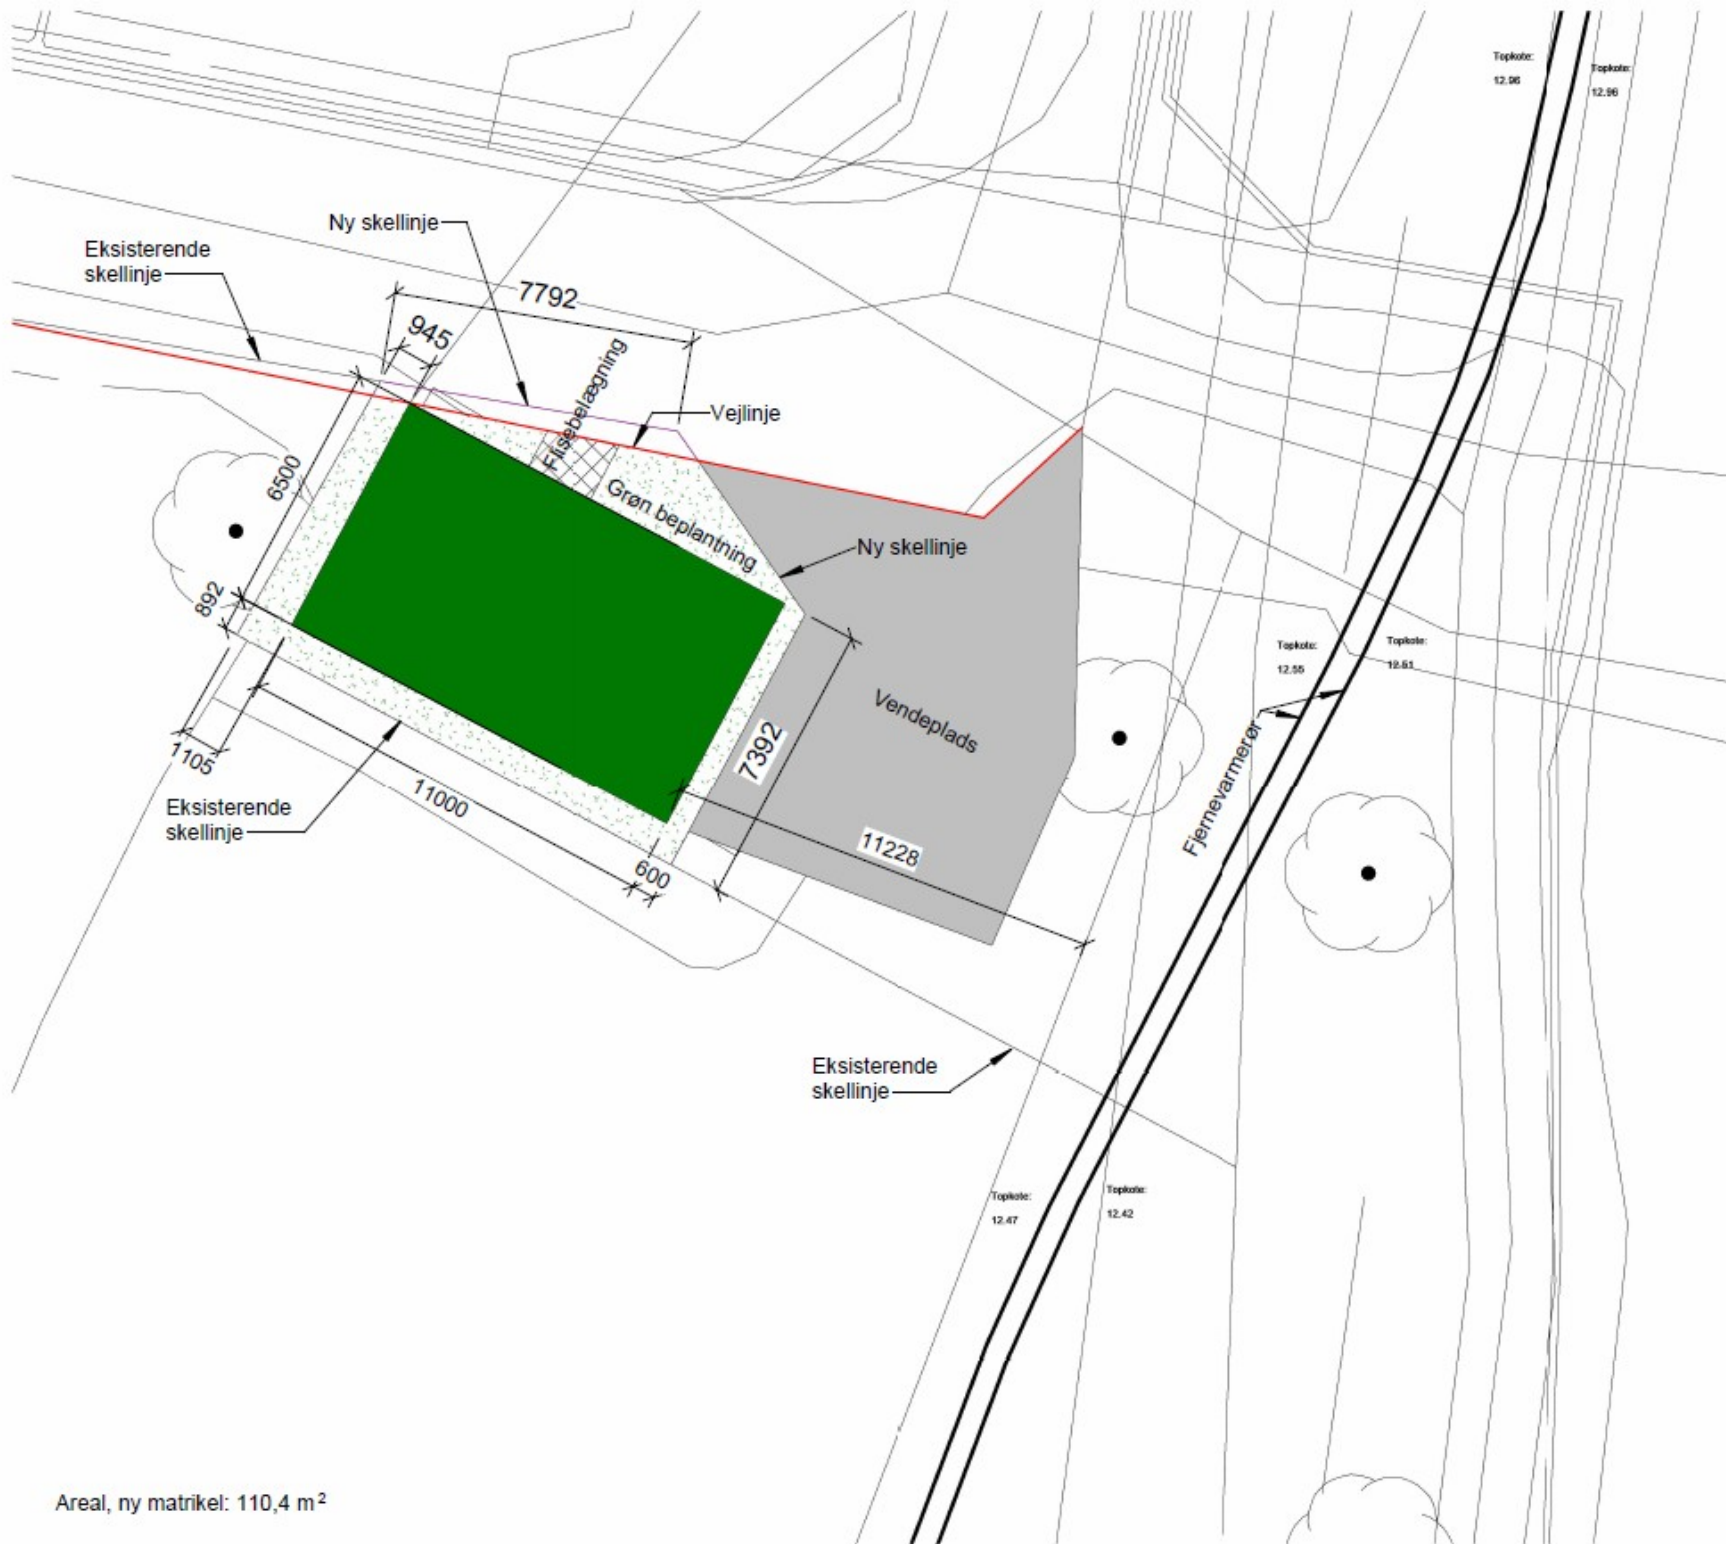 Topkote:
12.96
Topkote:
12.96
Ny skellinje
Eksisterende
skellinje
7792
945
Flisebelægning
Vejlinje
6500
Grøn beplantning
Ny skellinje
892
Topkote:
12.55
Topkote:
12.51
Vendeplads
7392
Fjernevarmerør
1105
11000
Eksisterende
skellinje
11228
600
Eksisterende
skellinje
Topkote:
12.47
Topkote:
12.42
Areal, ny matrikel: 110,4 m²